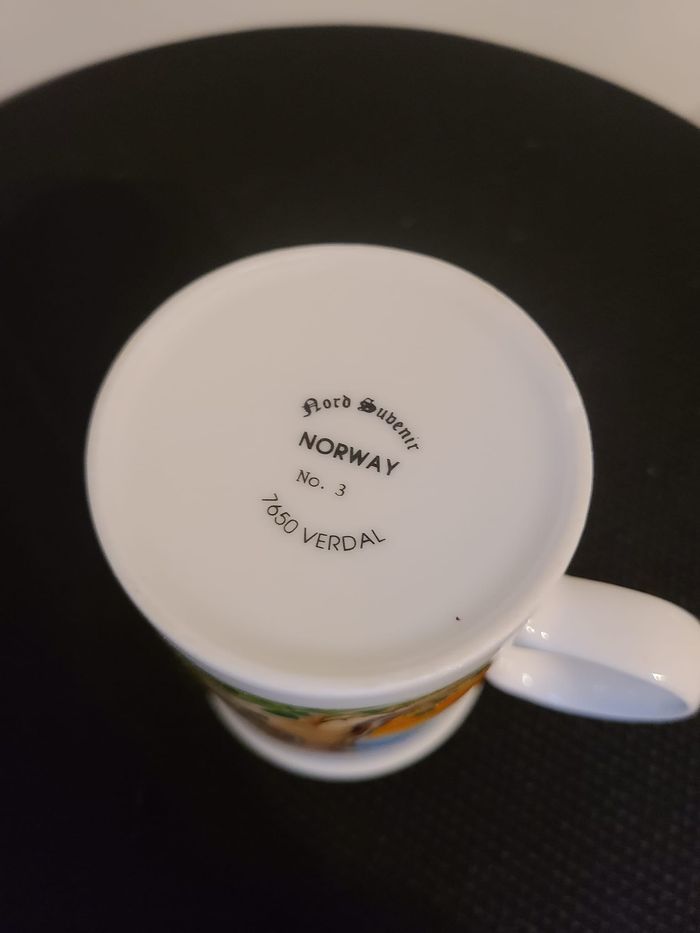 Nord Suvenir
NORWAY
No. 3
7650 VERDAL